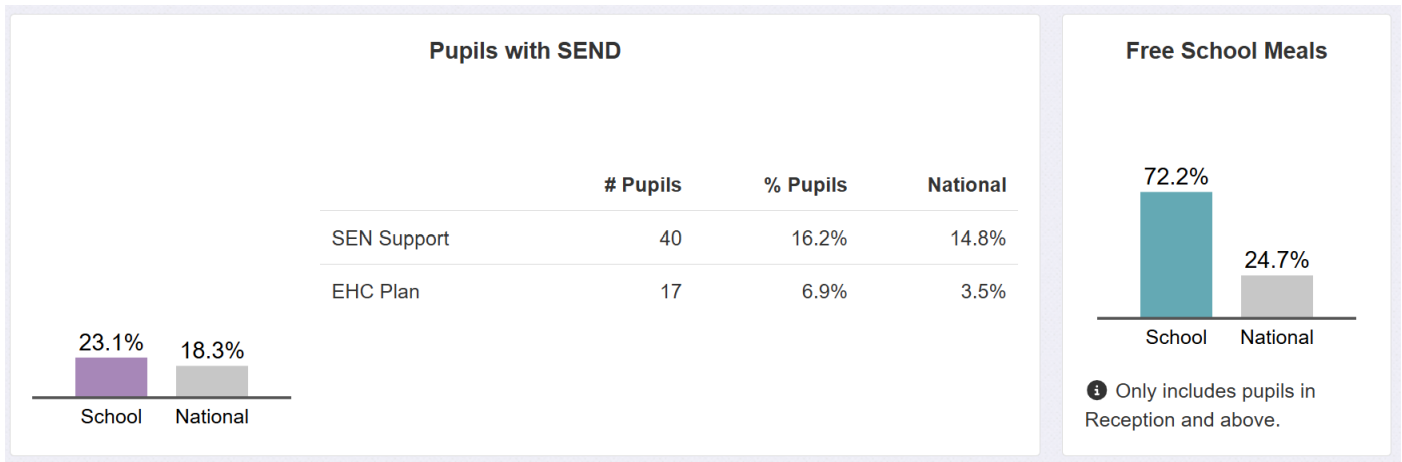 Pupils with SEND
# Pupils % Pupils National
SEN Support 40 16.2% 14.8%
EHC Plan 17 6.9% 3.5%
23.1% 18.3%
School National
Free School Meals
72.2%
24.7%
School National
Only includes pupils in
Reception and above.